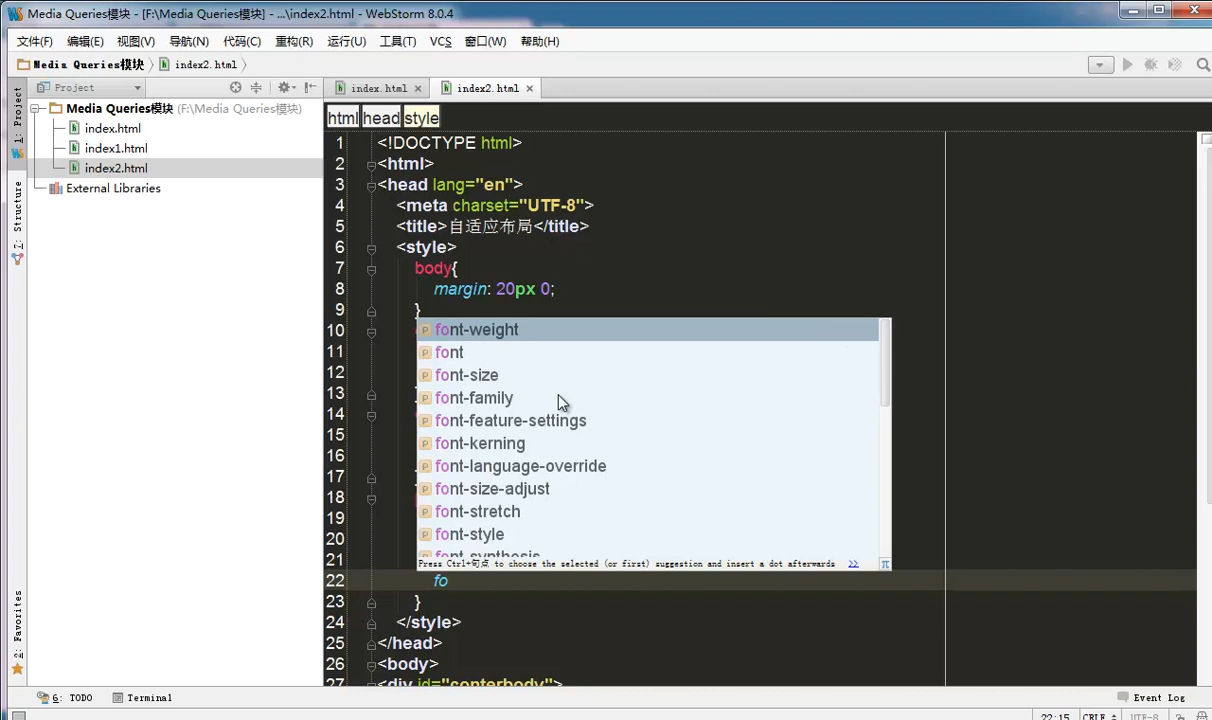 Media Queries模块 - [F:\Media Queries模块] - ...\index2.html - WebStorm 8.0.4
文件(F) 编辑(E) 视图(V) 导航(N) 代码(C) 重构(R) 运行(U) 工具(T) VCS 窗口(W) 帮助(H)
Media Queries模块 index2.html
Project index.html index2.html
Media Queries模块 (F:\Media Queries模块)
index.html
index1.html
index2.html
External Libraries
1: Project
7: Structure
2: Favorites
html head style
1 <!DOCTYPE html>
2 <html>
3 <head lang="en">
4 <meta charset="UTF-8">
5 <title>自适应布局</title>
6 <style>
7 body{
8 margin: 20px 0;
9 }
10
11
12
13
14
15
16
17
18
19
20
21
font-weight
font
font-size
font-family
font-feature-settings
font-kerning
font-language-override
font-size-adjust
font-stretch
font-style
font-synthesis
Press Ctrl+句点 to choose the selected (or first) suggestion and insert a dot afterwards >> π
22 fo
23 }
24 </style>
25 </head>
26 <body>
27 <div id="conterbody">
6: TODO Terminal Event Log
22:15 CRLF UTF-8